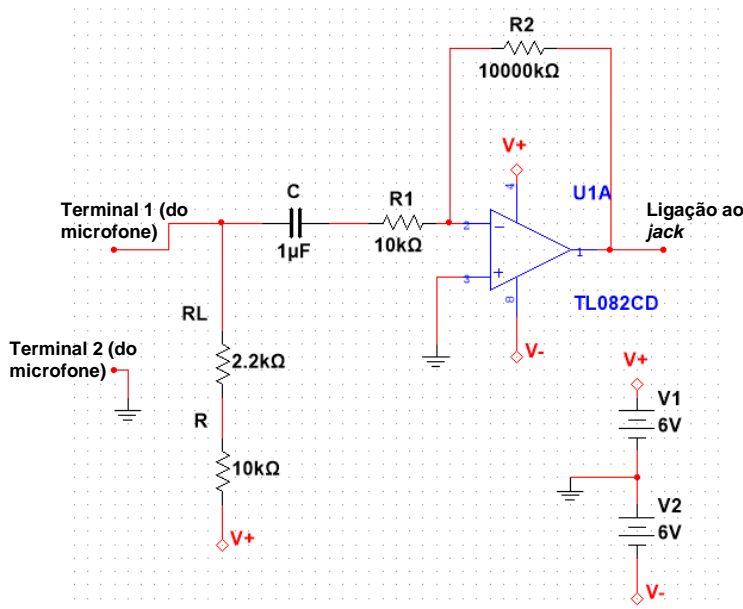 R2
10000kΩ
V+
4
U1A
C
R1
Terminal 1 (do
microfone)
1µF
10kΩ
2
−
+
3
1
8
Ligação ao
jack
TL082CD
RL
2.2kΩ
Terminal 2 (do
microfone)
V-
V+
V1
6V
R
10kΩ
V+
V2
6V
V-